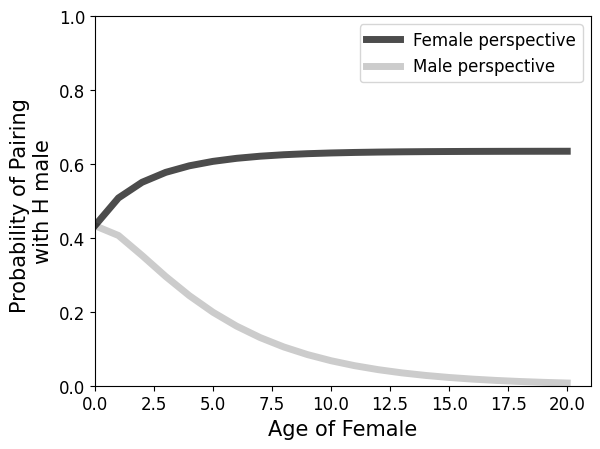 Female perspective
Male perspective
Probability of Pairing
with H male
1.0
0.8
0.6
0.4
0.2
0.0
0.0 2.5 5.0 7.5 10.0 12.5 15.0 17.5 20.0
Age of Female